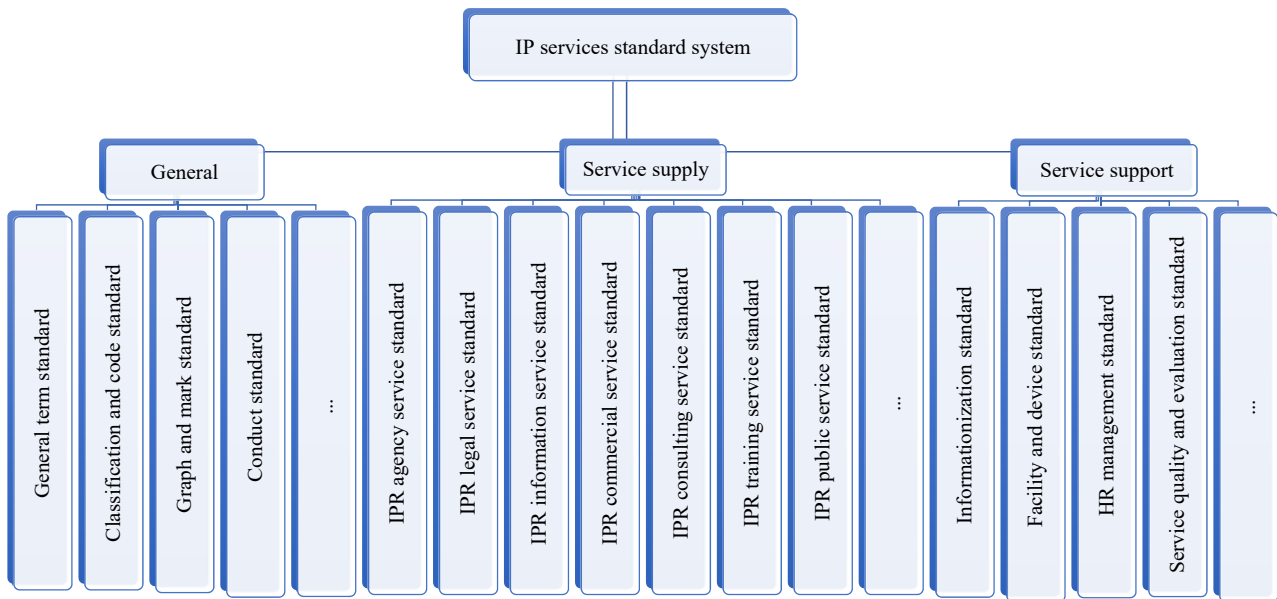 IP services standard system
General
Service supply
Service support
General term standard
Classification and code standard
Graph and mark standard
Conduct standard
...
IPR agency service standard
IPR legal service standard
IPR information service standard
IPR commercial service standard
IPR consulting service standard
IPR training service standard
IPR public service standard
...
Informationization standard
Facility and device standard
HR management standard
Service quality and evaluation standard
...